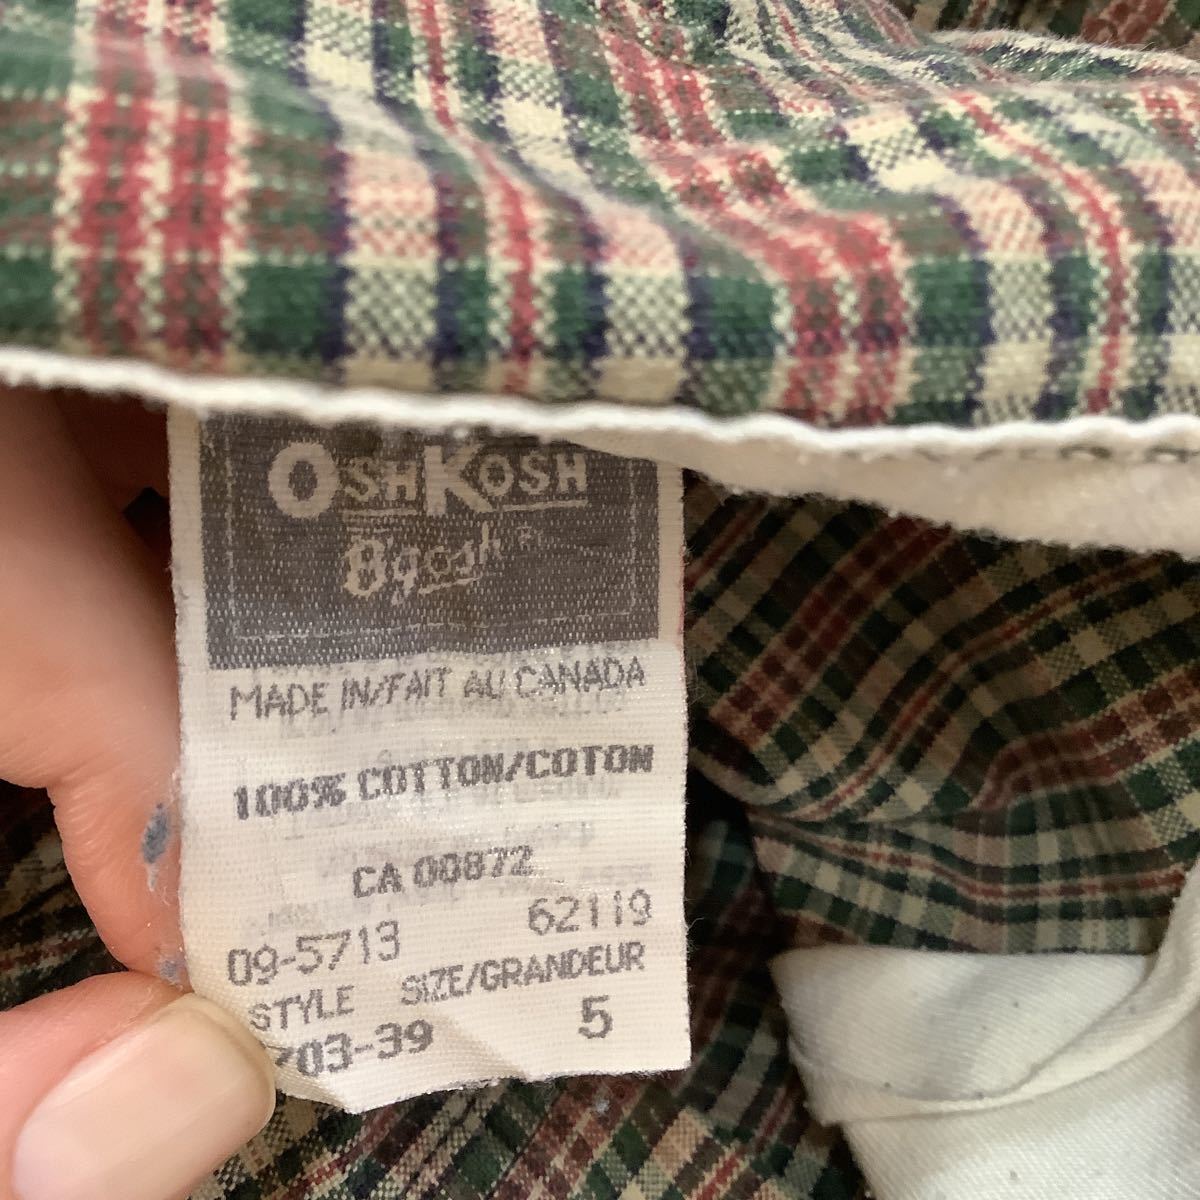 OSHKOSH
B'gosh ®
MADE IN/FAIT AU CANADA
100% COTTON/COTON
CA 00872
09-5713 62119
STYLE SIZE/GRANDEUR
703-39 5